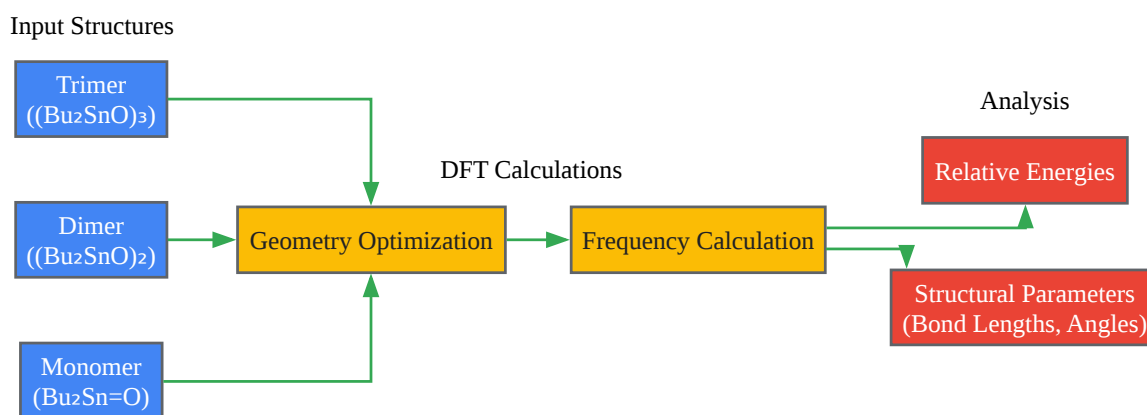 Input Structures
Trimer
((Bu₂SnO)₃)
Dimer
((Bu₂SnO)₂)
Monomer
(Bu₂Sn=O)
DFT Calculations
Geometry Optimization
Frequency Calculation
Analysis
Relative Energies
Structural Parameters
(Bond Lengths, Angles)